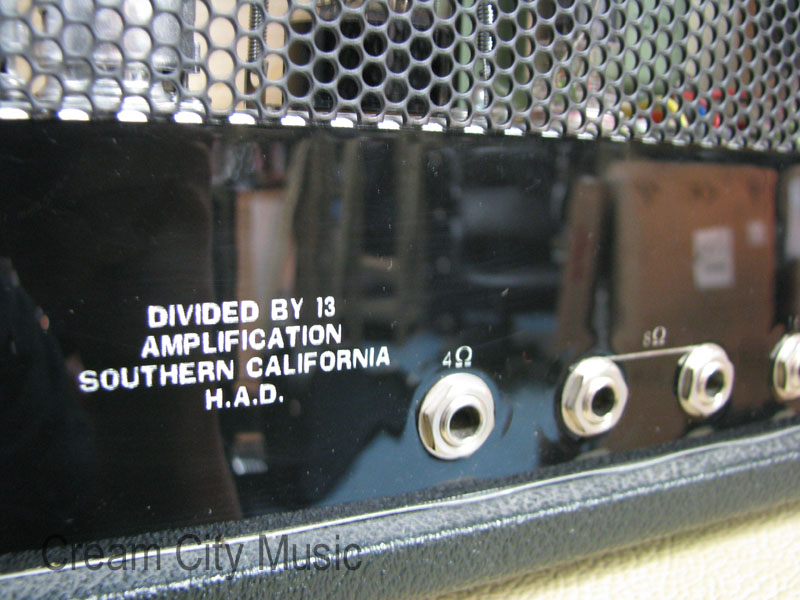 DIVIDED BY 13
AMPLIFICATION
SOUTHERN CALIFORNIA
H.A.D.
4Ω
8Ω
Cream City Music